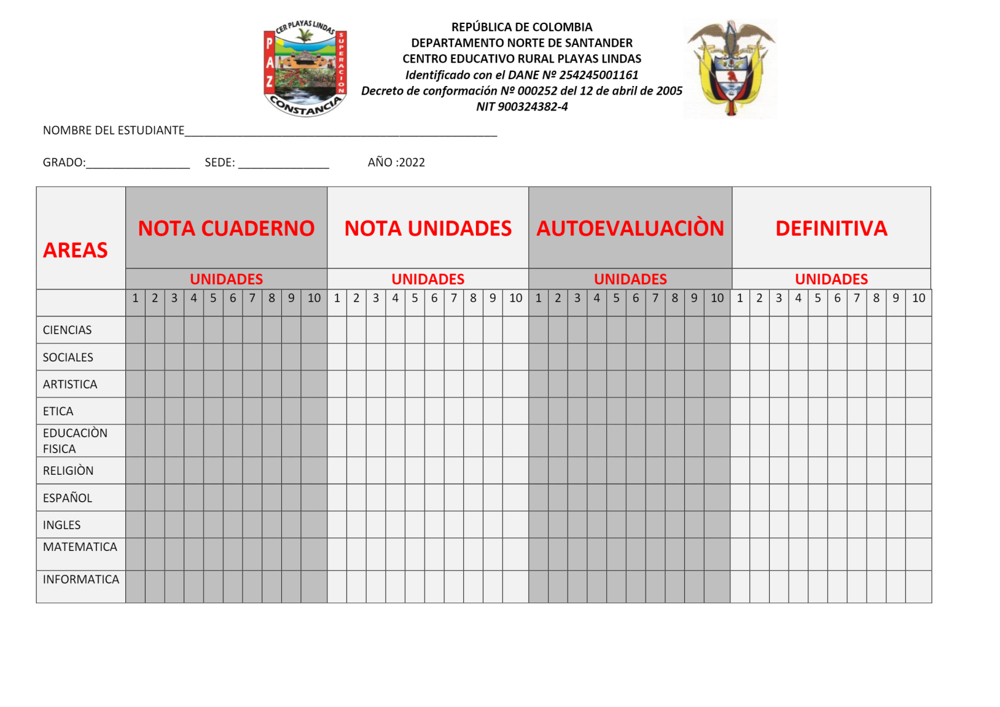 CER PLAYAS LINDAS
PAZ
SUPERACION
CONSTANCIA
REPÚBLICA DE COLOMBIA
DEPARTAMENTO NORTE DE SANTANDER
CENTRO EDUCATIVO RURAL PLAYAS LINDAS
Identificado con el DANE Nº 254245001161
Decreto de conformación Nº 000252 del 12 de abril de 2005
NIT 900324382-4
NOMBRE DEL ESTUDIANTE________________________________________________
GRADO:________________ SEDE: ______________ AÑO :2022
AREAS NOTA CUADERNO NOTA UNIDADES AUTOEVALUACIÒN DEFINITIVA
UNIDADES UNIDADES UNIDADES UNIDADES
1 2 3 4 5 6 7 8 9 10 1 2 3 4 5 6 7 8 9 10 1 2 3 4 5 6 7 8 9 10 1 2 3 4 5 6 7 8 9 10
CIENCIAS
SOCIALES
ARTISTICA
ETICA
EDUCACIÒN
FISICA
RELIGIÒN
ESPAÑOL
INGLES
MATEMATICA
INFORMATICA